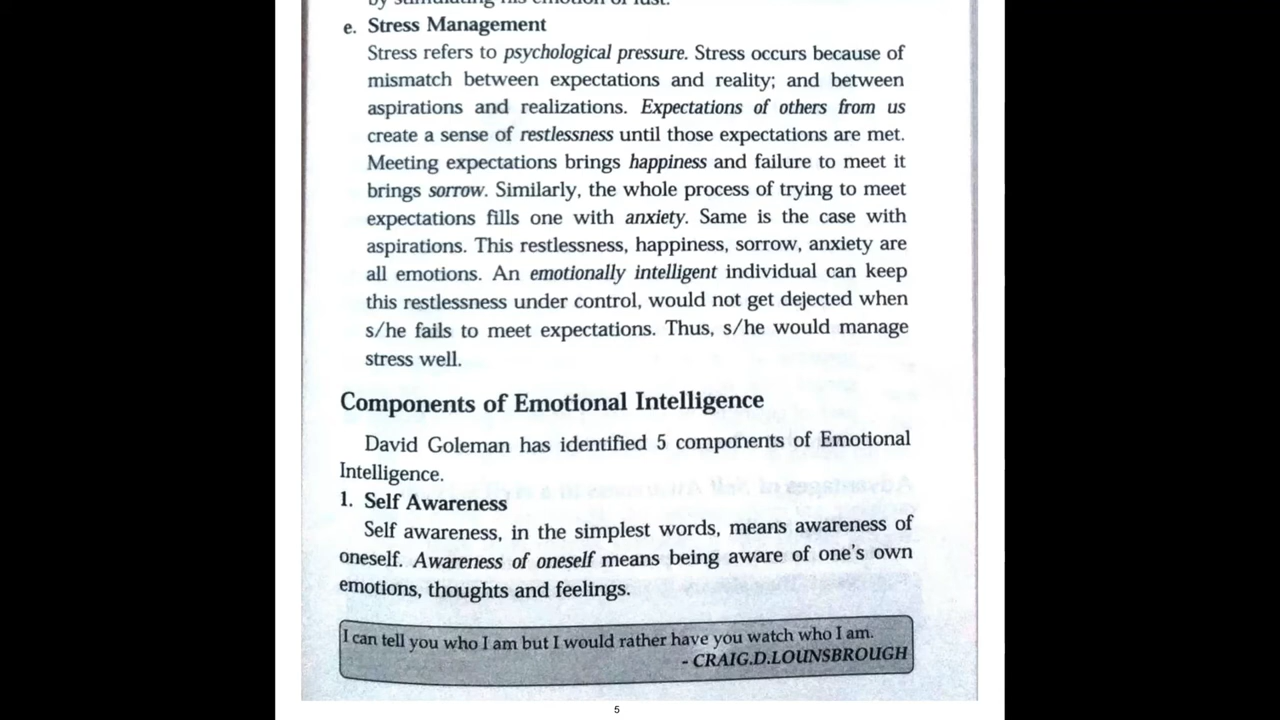 by stimulating his emotion of lust.
e. Stress Management
Stress refers to psychological pressure. Stress occurs because of
mismatch between expectations and reality; and between
aspirations and realizations. Expectations of others from us
create a sense of restlessness until those expectations are met.
Meeting expectations brings happiness and failure to meet it
brings sorrow. Similarly, the whole process of trying to meet
expectations fills one with anxiety. Same is the case with
aspirations. This restlessness, happiness, sorrow, anxiety are
all emotions. An emotionally intelligent individual can keep
this restlessness under control, would not get dejected when
s/he fails to meet expectations. Thus, s/he would manage
stress well.
Components of Emotional Intelligence
David Goleman has identified 5 components of Emotional
Intelligence.
1. Self Awareness
Self awareness, in the simplest words, means awareness of
oneself. Awareness of oneself means being aware of one's own
emotions, thoughts and feelings.
I can tell you who I am but I would rather have you watch who I am.
- CRAIG.D.LOUNSBROUGH
5